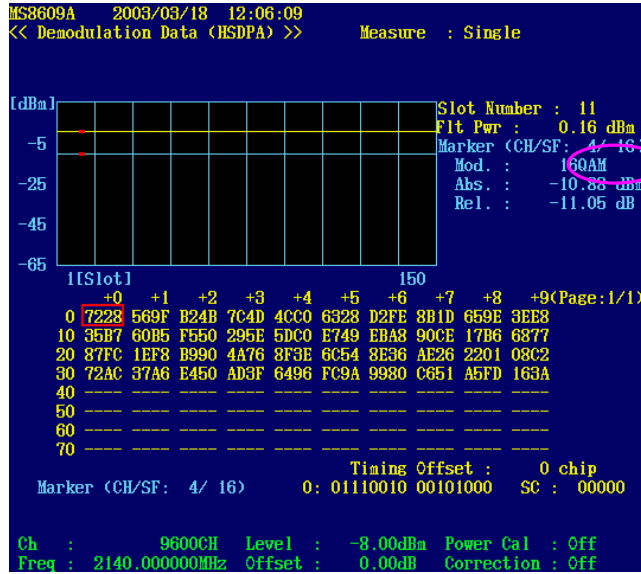 MS8609A 2003/03/18 12:06:09
<< Demodulation Data (HSDPA) >> Measure : Single
[dBm]
Slot Number : 11
Flt Pwr : 0.16 dBm
-5 Marker (CH/SF: 4/ 16)
Mod. : 16QAM
-25 Abs. : -10.88 dBm
Rel. : -11.05 dB
-45
-65
1[Slot] 150
+0 +1 +2 +3 +4 +5 +6 +7 +8 +9(Page:1/1)
0 7228 569F B24B 7C4D 4CC0 6328 D2FE 8B1D 659E 3EE8
10 35B7 60B5 F550 295E 5DC0 E749 EBA8 90CE 17B6 6877
20 87FC 1EF8 B990 4A76 8F3E 6C54 8E36 AE26 2201 08C2
30 72AC 37A6 E450 AD3F 6496 FC9A 9980 C651 A5FD 163A
40 ---- ---- ---- ---- ---- ---- ---- ---- ---- ----
50 ---- ---- ---- ---- ---- ---- ---- ---- ---- ----
60 ---- ---- ---- ---- ---- ---- ---- ---- ---- ----
70 ---- ---- ---- ---- ---- ---- ---- ---- ---- ----
Timing Offset : 0 chip
Marker (CH/SF: 4/ 16) 0: 01110010 00101000 SC : 00000
Ch : 9600CH Level : -8.00dBm Power Cal : Off
Freq : 2140.000000MHz Offset : 0.00dB Correction : Off